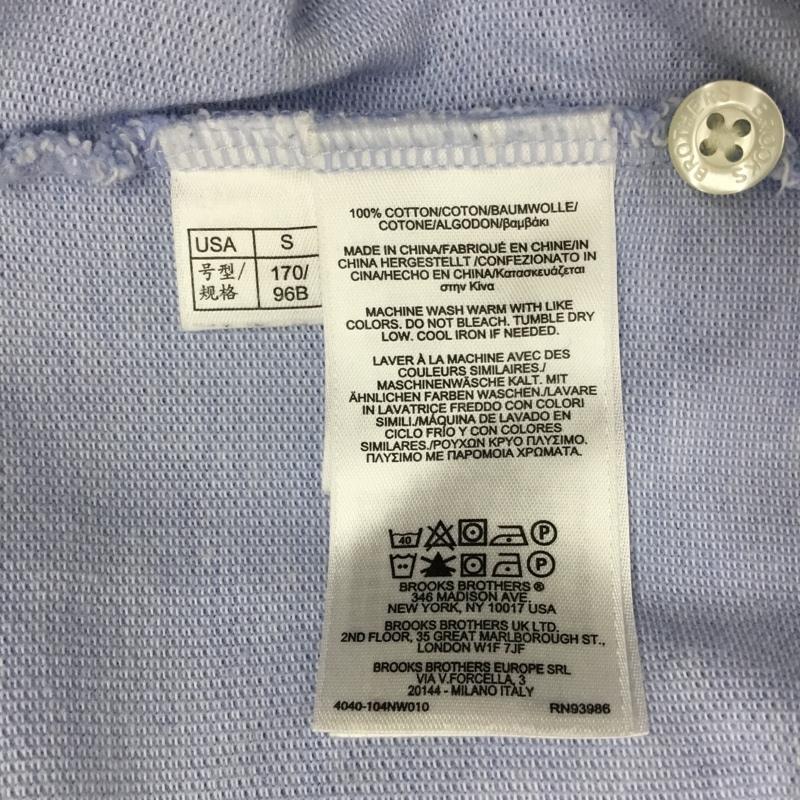 BROOKS BROTHERS
USA S
号型/规格 170/96B
100% COTTON/COTON/BAUMWOLLE/
COTONE/ALGODON/βαμβάκι
MADE IN CHINA/FABRIQUÉ EN CHINE/IN
CHINA HERGESTELLT /CONFEZIONATO IN
CINA/HECHO EN CHINA/Κατασκευάζεται
στην Κίνα
MACHINE WASH WARM WITH LIKE
COLORS. DO NOT BLEACH. TUMBLE DRY
LOW. COOL IRON IF NEEDED.
LAVER À LA MACHINE AVEC DES
COULEURS SIMILAIRES./
MASCHINENWÄSCHE KALT. MIT
ÄHNLICHEN FARBEN WASCHEN./LAVARE
IN LAVATRICE FREDDO CON COLORI
SIMILI./MÁQUINA DE LAVADO EN
CICLO FRÍO Y CON COLORES
SIMILARES./ΡΟΥΧΩΝ ΚΡΥΟ ΠΛΥΣΙΜΟ.
ΠΛΥΣΙΜΟ ΜΕ ΠΑΡΟΜΟΙΑ ΧΡΩΜΑΤΑ.
40 P
P
BROOKS BROTHERS ®
346 MADISON AVE.
NEW YORK, NY 10017 USA
BROOKS BROTHERS UK LTD.
2ND FLOOR, 35 GREAT MARLBOROUGH ST.,
LONDON W1F 7JF
BROOKS BROTHERS EUROPE SRL
VIA V.FORCELLA, 3
20144 - MILANO ITALY
4040-104NW010 RN93986